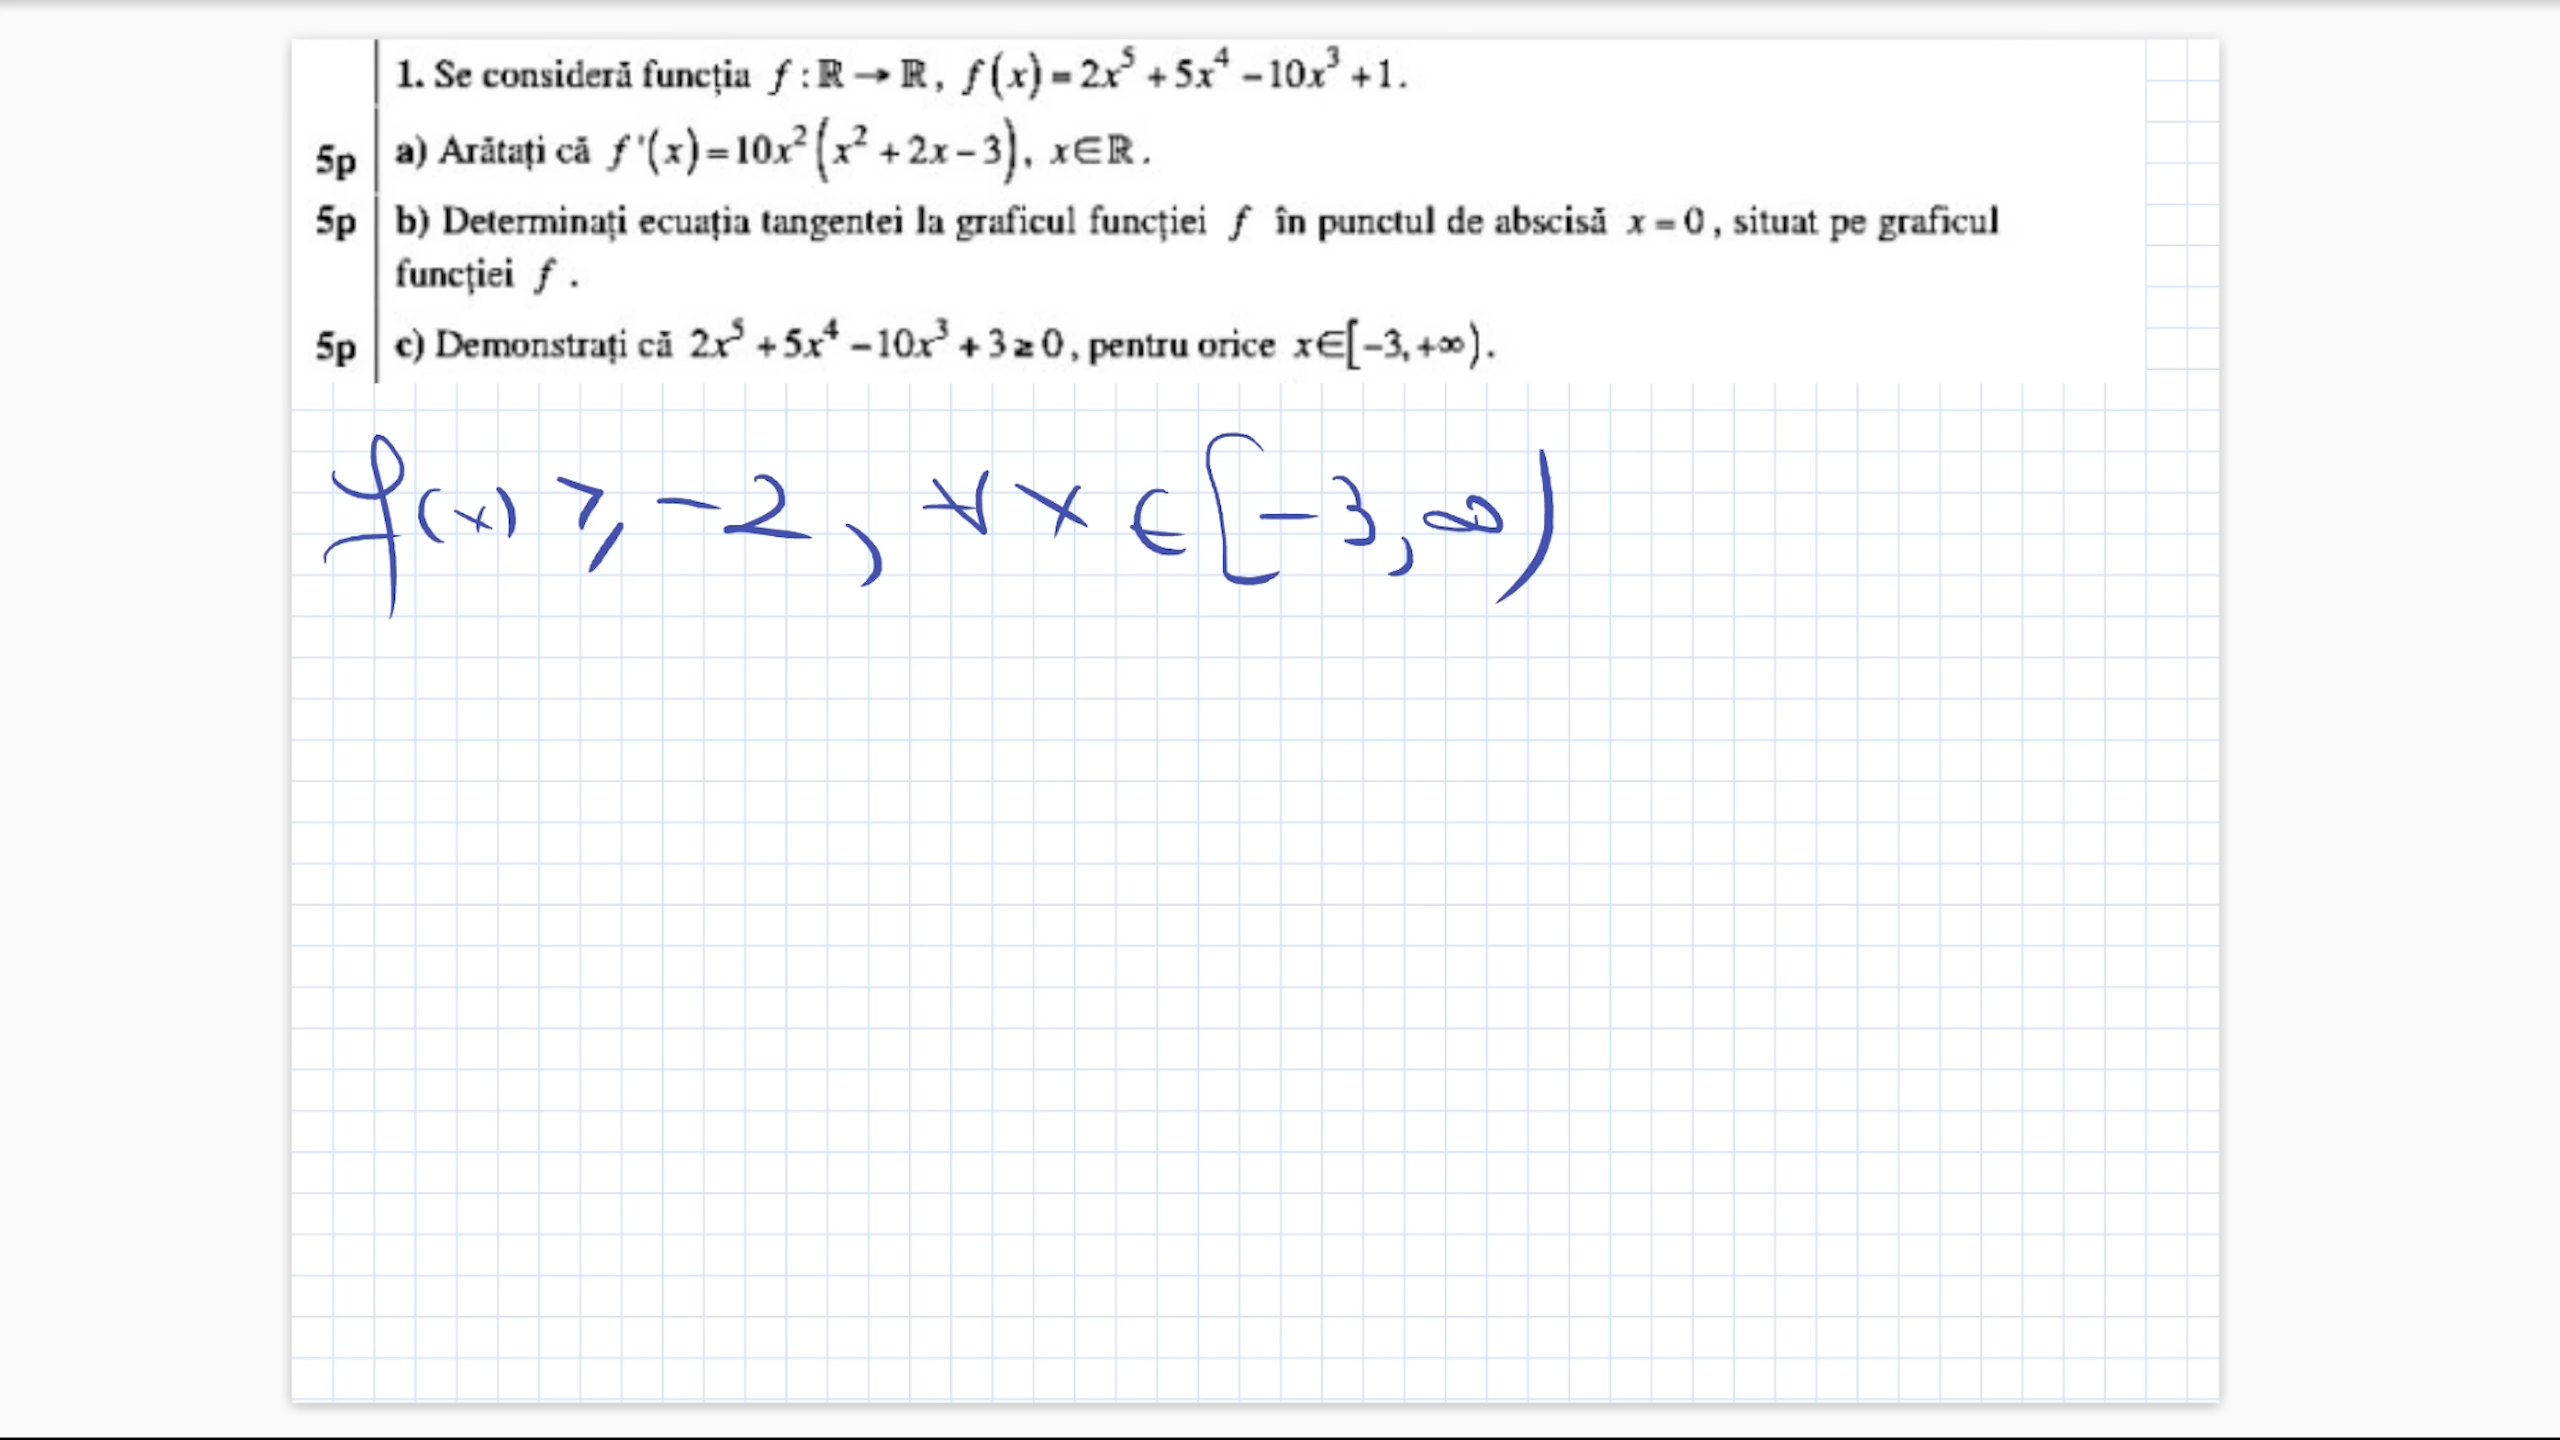 1. Se consideră funcția f : ℝ → ℝ, f(x) = 2x⁵ + 5x⁴ − 10x³ + 1.
5p a) Arătați că f '(x) = 10x²(x² + 2x − 3), x ∈ ℝ.
5p b) Determinați ecuația tangentei la graficul funcției f în punctul de abscisă x = 0, situat pe graficul
funcției f .
5p c) Demonstrați că 2x⁵ + 5x⁴ − 10x³ + 3 ≥ 0, pentru orice x ∈ [−3, +∞).
f(x) ≥ −2, ∀ x ∈ [−3, ∞)